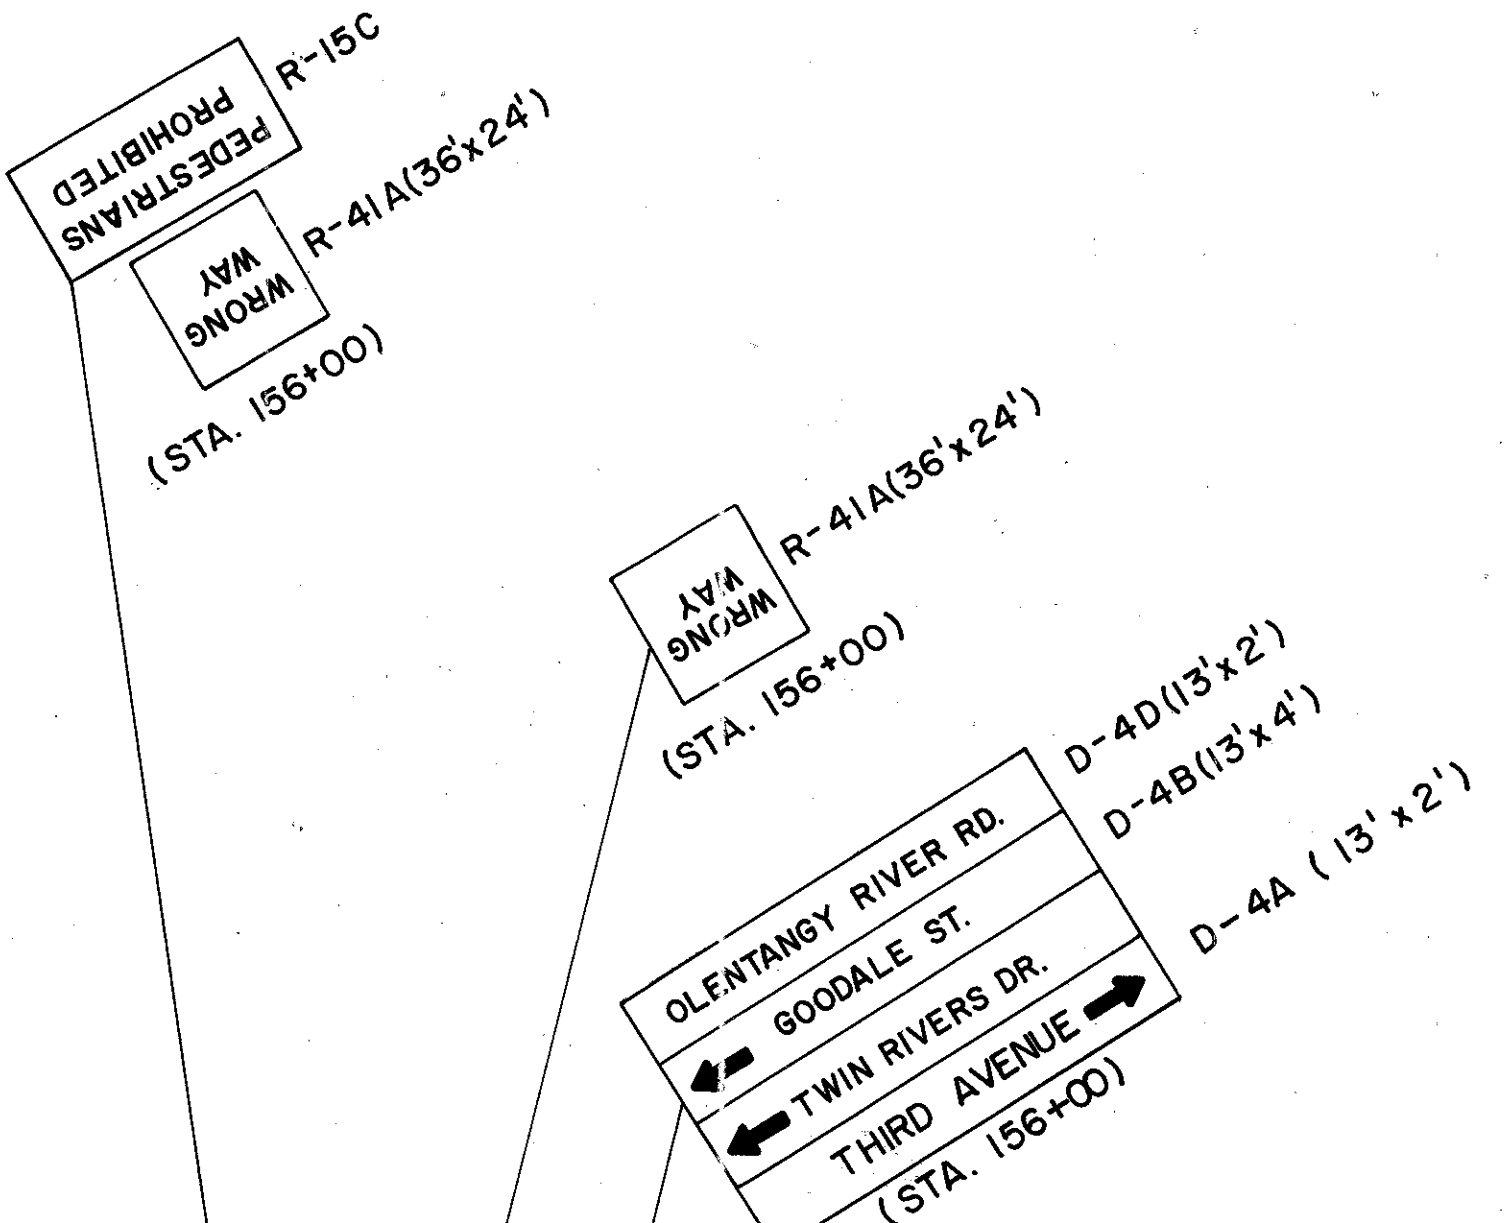 R-15C
PEDESTRIANS
PROHIBITED
R-41A(36'x24')
WRONG
WAY
(STA. 156+00)
R-41A(36'x24')
WRONG
WAY
(STA. 156+00)
D-4D(13'x2')
D-4B(13'x4')
D-4A (13'x2')
OLENTANGY RIVER RD.
GOODALE ST.
TWIN RIVERS DR.
THIRD AVENUE
(STA. 156+00)